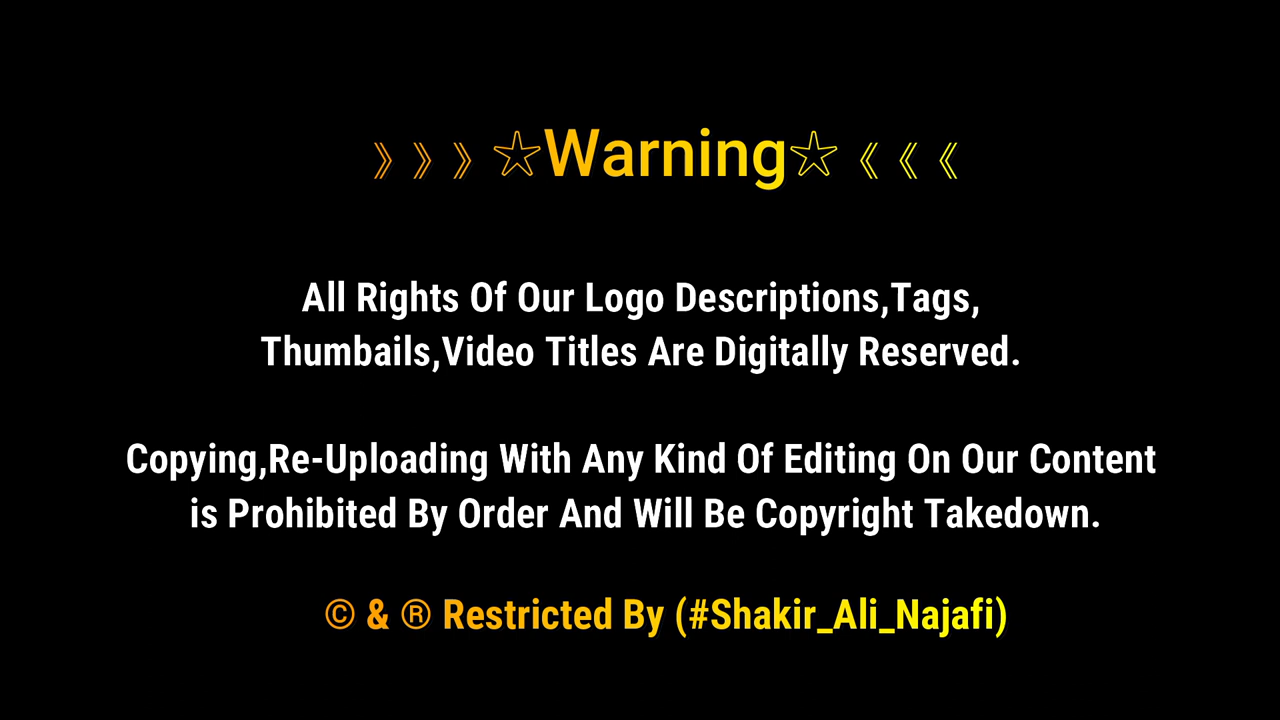 》》》☆Warning☆《《《
All Rights Of Our Logo Descriptions,Tags,
Thumbails,Video Titles Are Digitally Reserved.
Copying,Re-Uploading With Any Kind Of Editing On Our Content
is Prohibited By Order And Will Be Copyright Takedown.
© & ® Restricted By (#Shakir_Ali_Najafi)